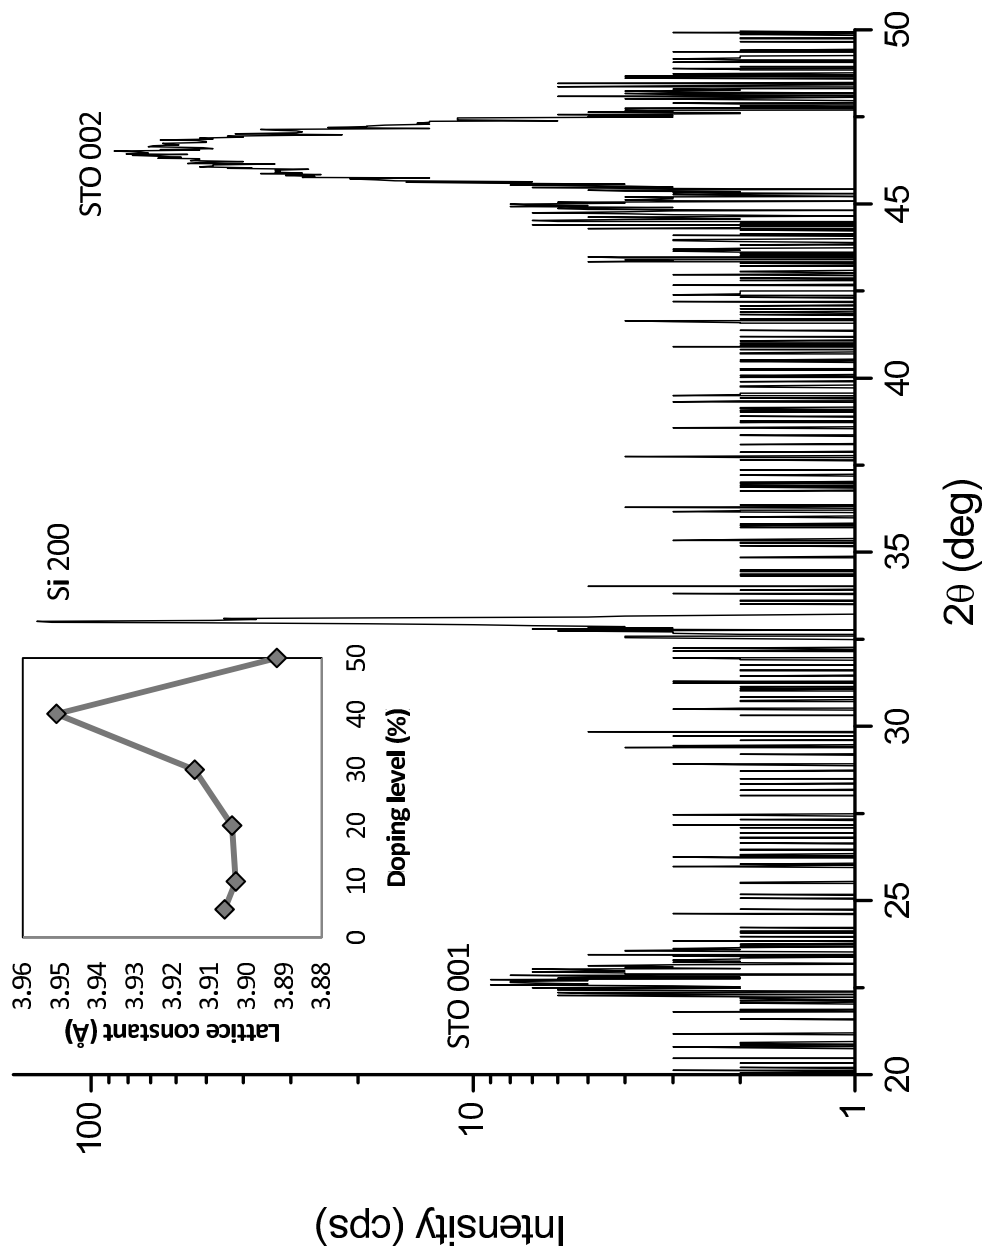 Intensity (cps)
100
10
1
STO 001
Si 200
STO 002
Lattice constant (Å)
3.96
3.95
3.94
3.93
3.92
3.91
3.90
3.89
3.88
0 10 20 30 40 50
Doping level (%)
20 25 30 35 40 45 50
2θ (deg)